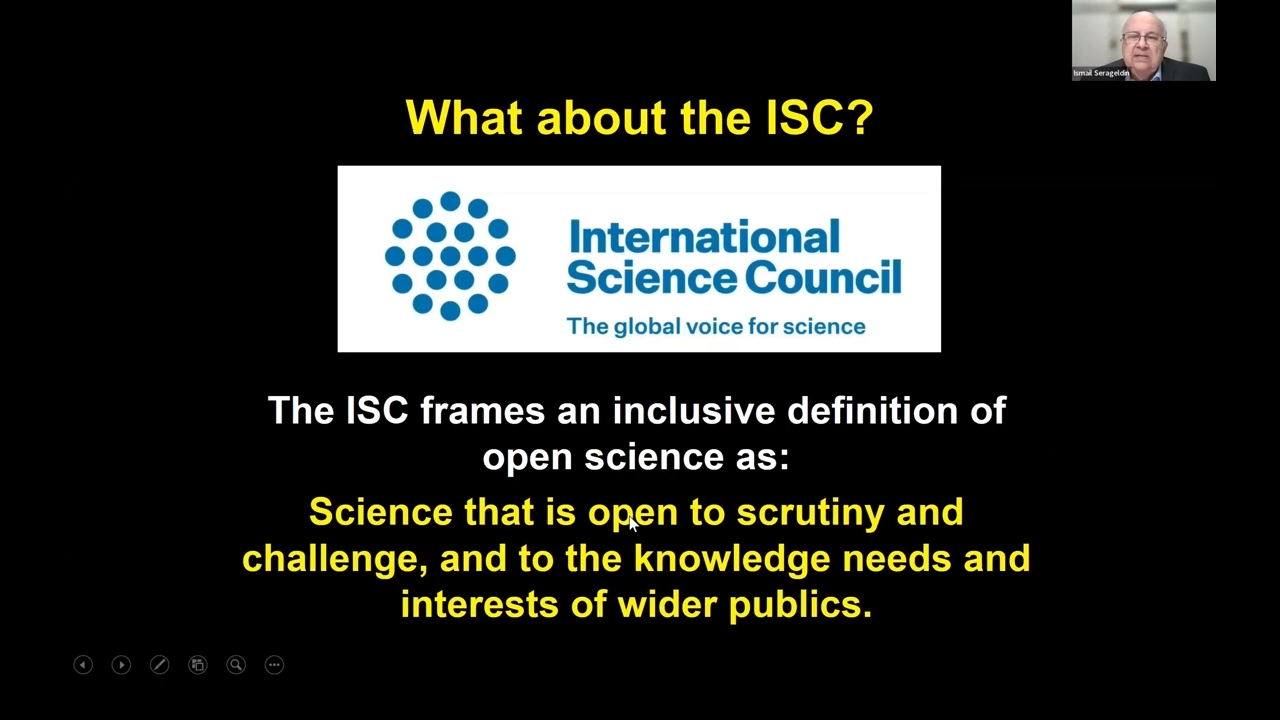 Ismail Serageldin
What about the ISC?
International
Science Council
The global voice for science
The ISC frames an inclusive definition of
open science as:
Science that is open to scrutiny and
challenge, and to the knowledge needs and
interests of wider publics.